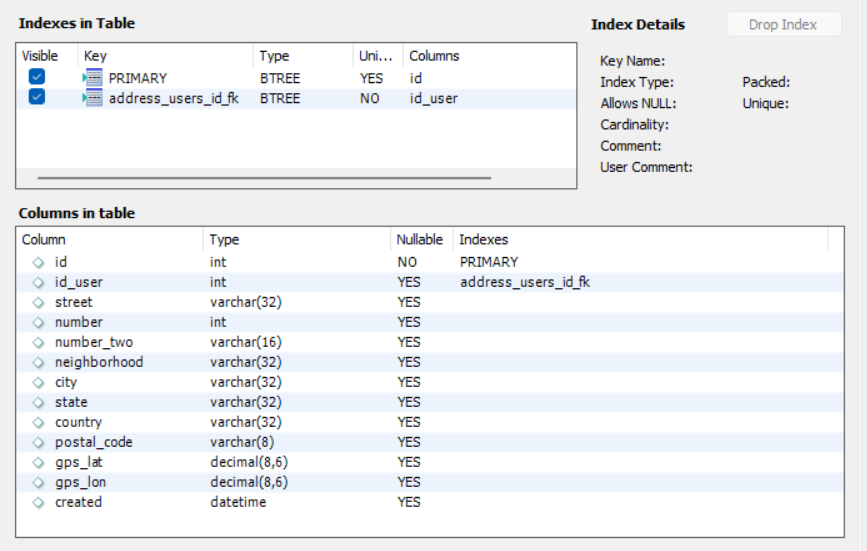 Indexes in Table
Visible Key Type Uni... Columns
PRIMARY BTREE YES id
address_users_id_fk BTREE NO id_user
Index Details Drop Index
Key Name:
Index Type: Packed:
Allows NULL: Unique:
Cardinality:
Comment:
User Comment:
Columns in table
Column Type Nullable Indexes
id int NO PRIMARY
id_user int YES address_users_id_fk
street varchar(32) YES
number int YES
number_two varchar(16) YES
neighborhood varchar(32) YES
city varchar(32) YES
state varchar(32) YES
country varchar(32) YES
postal_code varchar(8) YES
gps_lat decimal(8,6) YES
gps_lon decimal(8,6) YES
created datetime YES